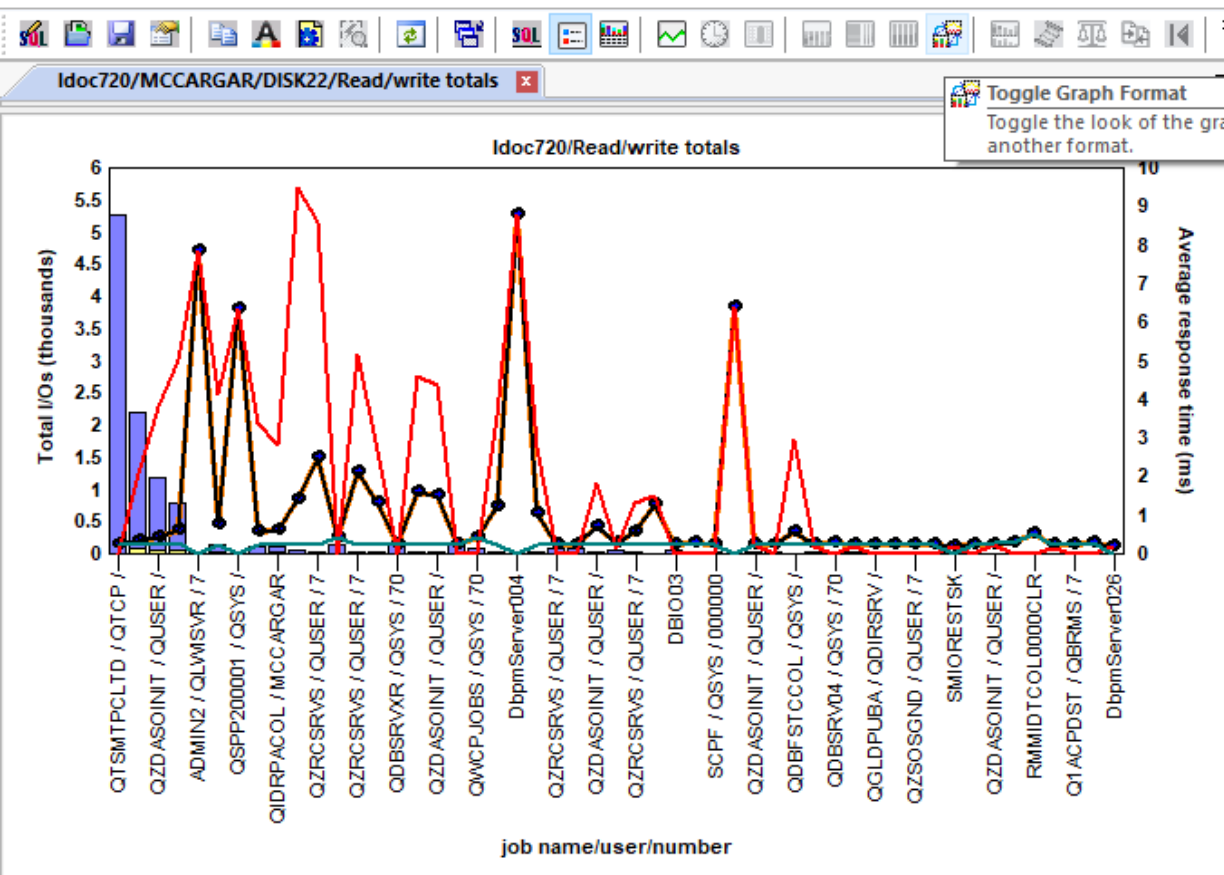 SQL
SQL
Idoc720/MCCARGAR/DISK22/Read/write totals
Toggle Graph Format
Toggle the look of the gra
another format.
Idoc720/Read/write totals
6
5.5
5
4.5
4
3.5
3
2.5
2
1.5
1
0.5
0
Total I/Os (thousands)
10
9
8
7
6
5
4
3
2
1
0
Average response time (ms)
QTSMTPCLTD / QTCP /
QZDASOINIT / QUSER /
ADMIN2 / QLWISVR / 7
QSPP200001 / QSYS /
QIDRPACOL / MCCARGAR
QZRCSRVS / QUSER / 7
QZRCSRVS / QUSER / 7
QDBSRVXR / QSYS / 70
QZDASOINIT / QUSER /
QWCPJOBS / QSYS / 70
DbpmServer004
QZRCSRVS / QUSER / 7
QZDASOINIT / QUSER /
QZRCSRVS / QUSER / 7
DBIO03
SCPF / QSYS / 000000
QZDASOINIT / QUSER /
QDBFSTCCOL / QSYS /
QDBSRV04 / QSYS / 70
QGLDPUBA / QDIRSRV /
QZSOSGND / QUSER / 7
SMIORESTSK
QZDASOINIT / QUSER /
RMMIDTCOL0000CLR
Q1ACPDST / QBRMS / 7
DbpmServer026
job name/user/number